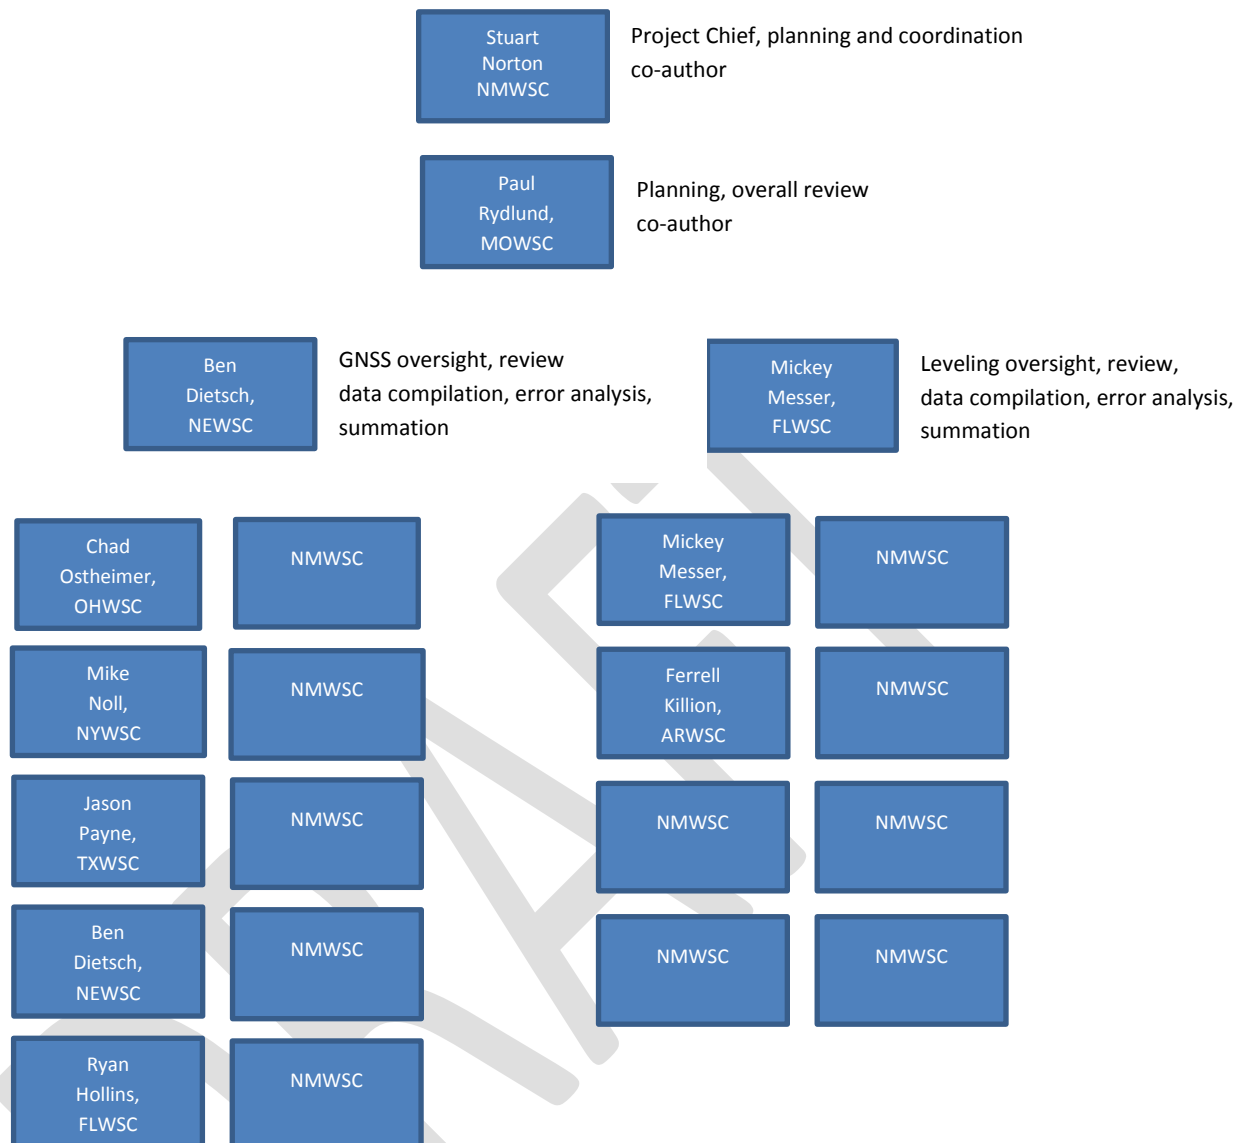 Stuart
Norton
NMWSC
Project Chief, planning and coordination
co-author
Paul
Rydlund,
MOWSC
Planning, overall review
co-author
Ben
Dietsch,
NEWSC
GNSS oversight, review
data compilation, error analysis,
summation
Mickey
Messer,
FLWSC
Leveling oversight, review,
data compilation, error analysis,
summation
Chad
Ostheimer,
OHWSC
NMWSC
Mike
Noll,
NYWSC
NMWSC
Jason
Payne,
TXWSC
NMWSC
Ben
Dietsch,
NEWSC
NMWSC
Ryan
Hollins,
FLWSC
NMWSC
Mickey
Messer,
FLWSC
NMWSC
Ferrell
Killion,
ARWSC
NMWSC
NMWSC
NMWSC
NMWSC
NMWSC
DRAFT